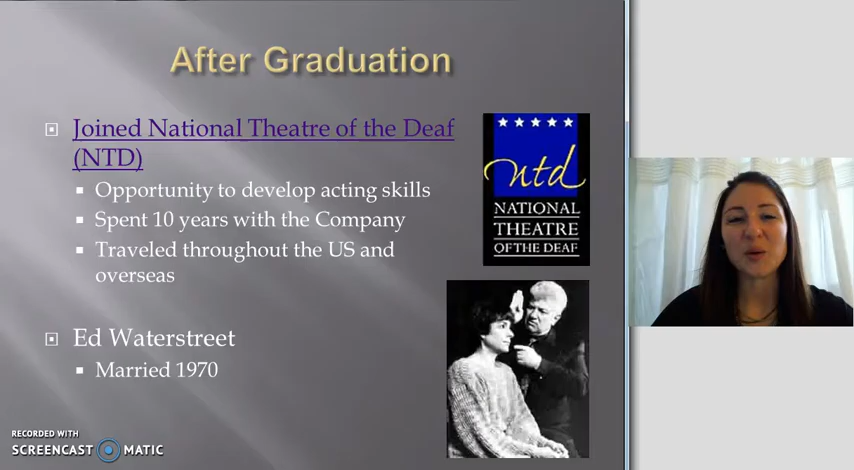 After Graduation
Joined National Theatre of the Deaf
(NTD)
Opportunity to develop acting skills
Spent 10 years with the Company
Traveled throughout the US and
overseas
Ed Waterstreet
Married 1970
ntd
NATIONAL
THEATRE
OF THE DEAF
RECORDED WITH
SCREENCAST MATIC